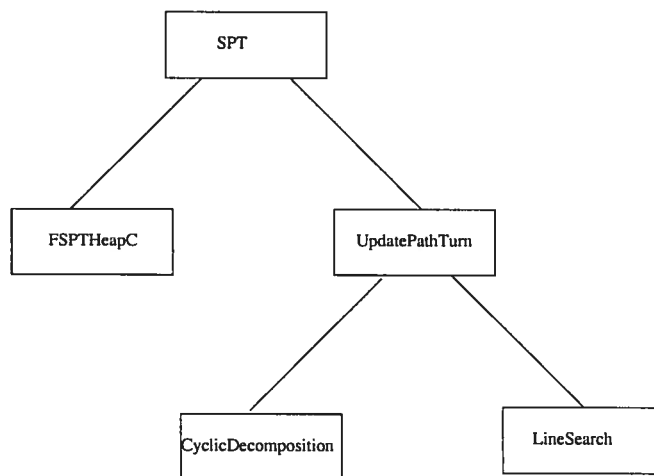 SPT
FSPTHeapC
UpdatePathTurn
CyclicDecomposition
LineSearch